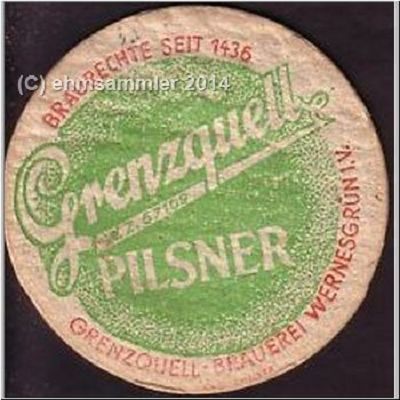 BRAURECHTE SEIT 1436
(C) ehmsammler 2014
Grenzquell
PILSNER
GRENZQUELL-BRAUEREI WERNESGRÜN I.V.